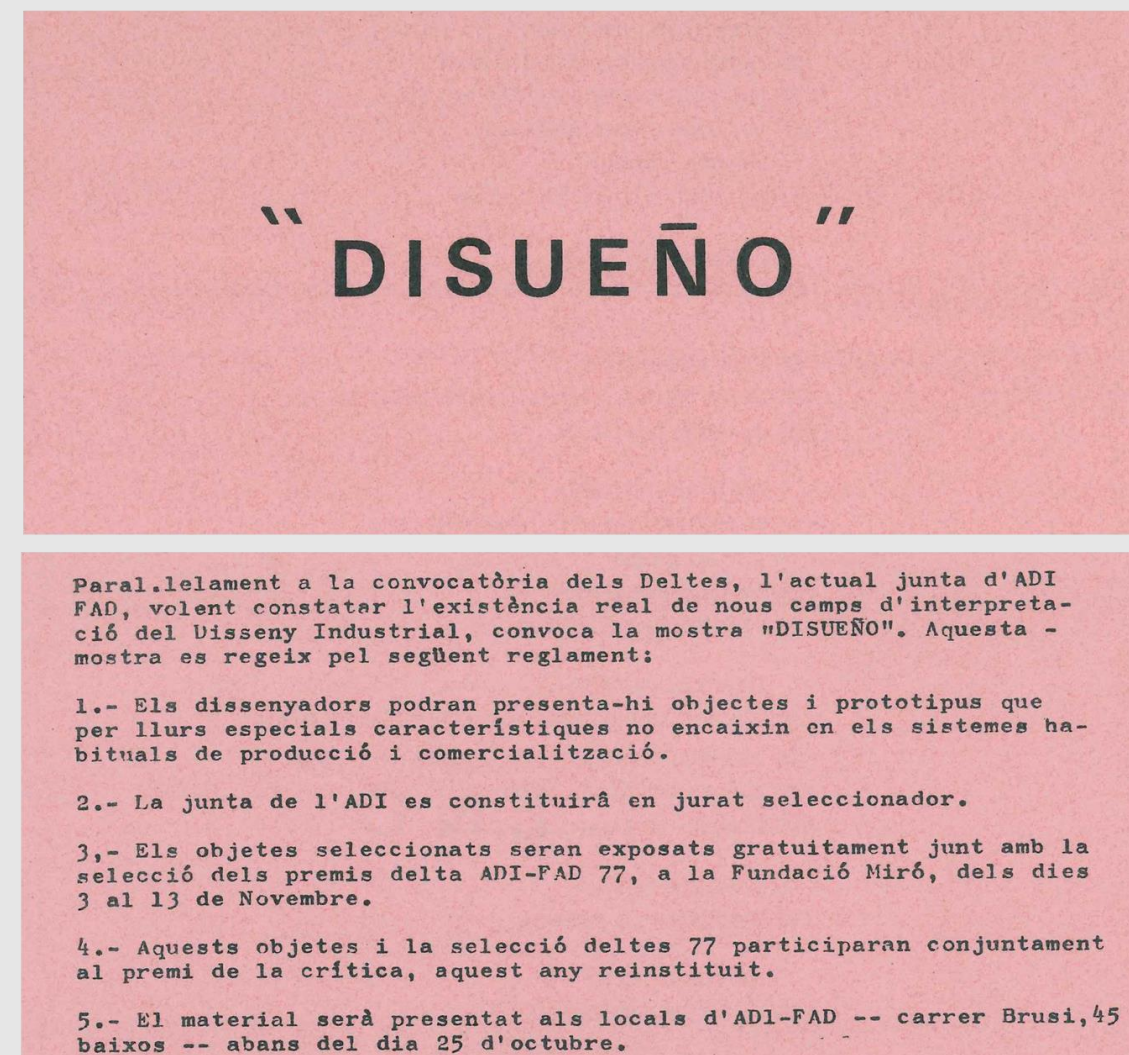 "DISUEÑO"
Paral.lelament a la convocatòria dels Deltes, l'actual junta d'ADI
FAD, volent constatar l'existència real de nous camps d'interpreta-
ció del Disseny Industrial, convoca la mostra "DISUEÑO". Aquesta -
mostra es regeix pel següent reglament:
1.- Els dissenyadors podran presenta-hi objectes i prototipus que
per llurs especials característiques no encaixin en els sistemes ha-
bituals de producció i comercialització.
2.- La junta de l'ADI es constituirâ en jurat seleccionador.
3,- Els objetes seleccionats seran exposats gratuitament junt amb la
selecció dels premis delta ADI-FAD 77, a la Fundació Miró, dels dies
3 al 13 de Novembre.
4.- Aquests objetes i la selecció deltes 77 participaran conjuntament
al premi de la crítica, aquest any reinstituit.
5.- El material serà presentat als locals d'ADl-FAD -- carrer Brusi,45
baixos -- abans del dia 25 d'octubre.